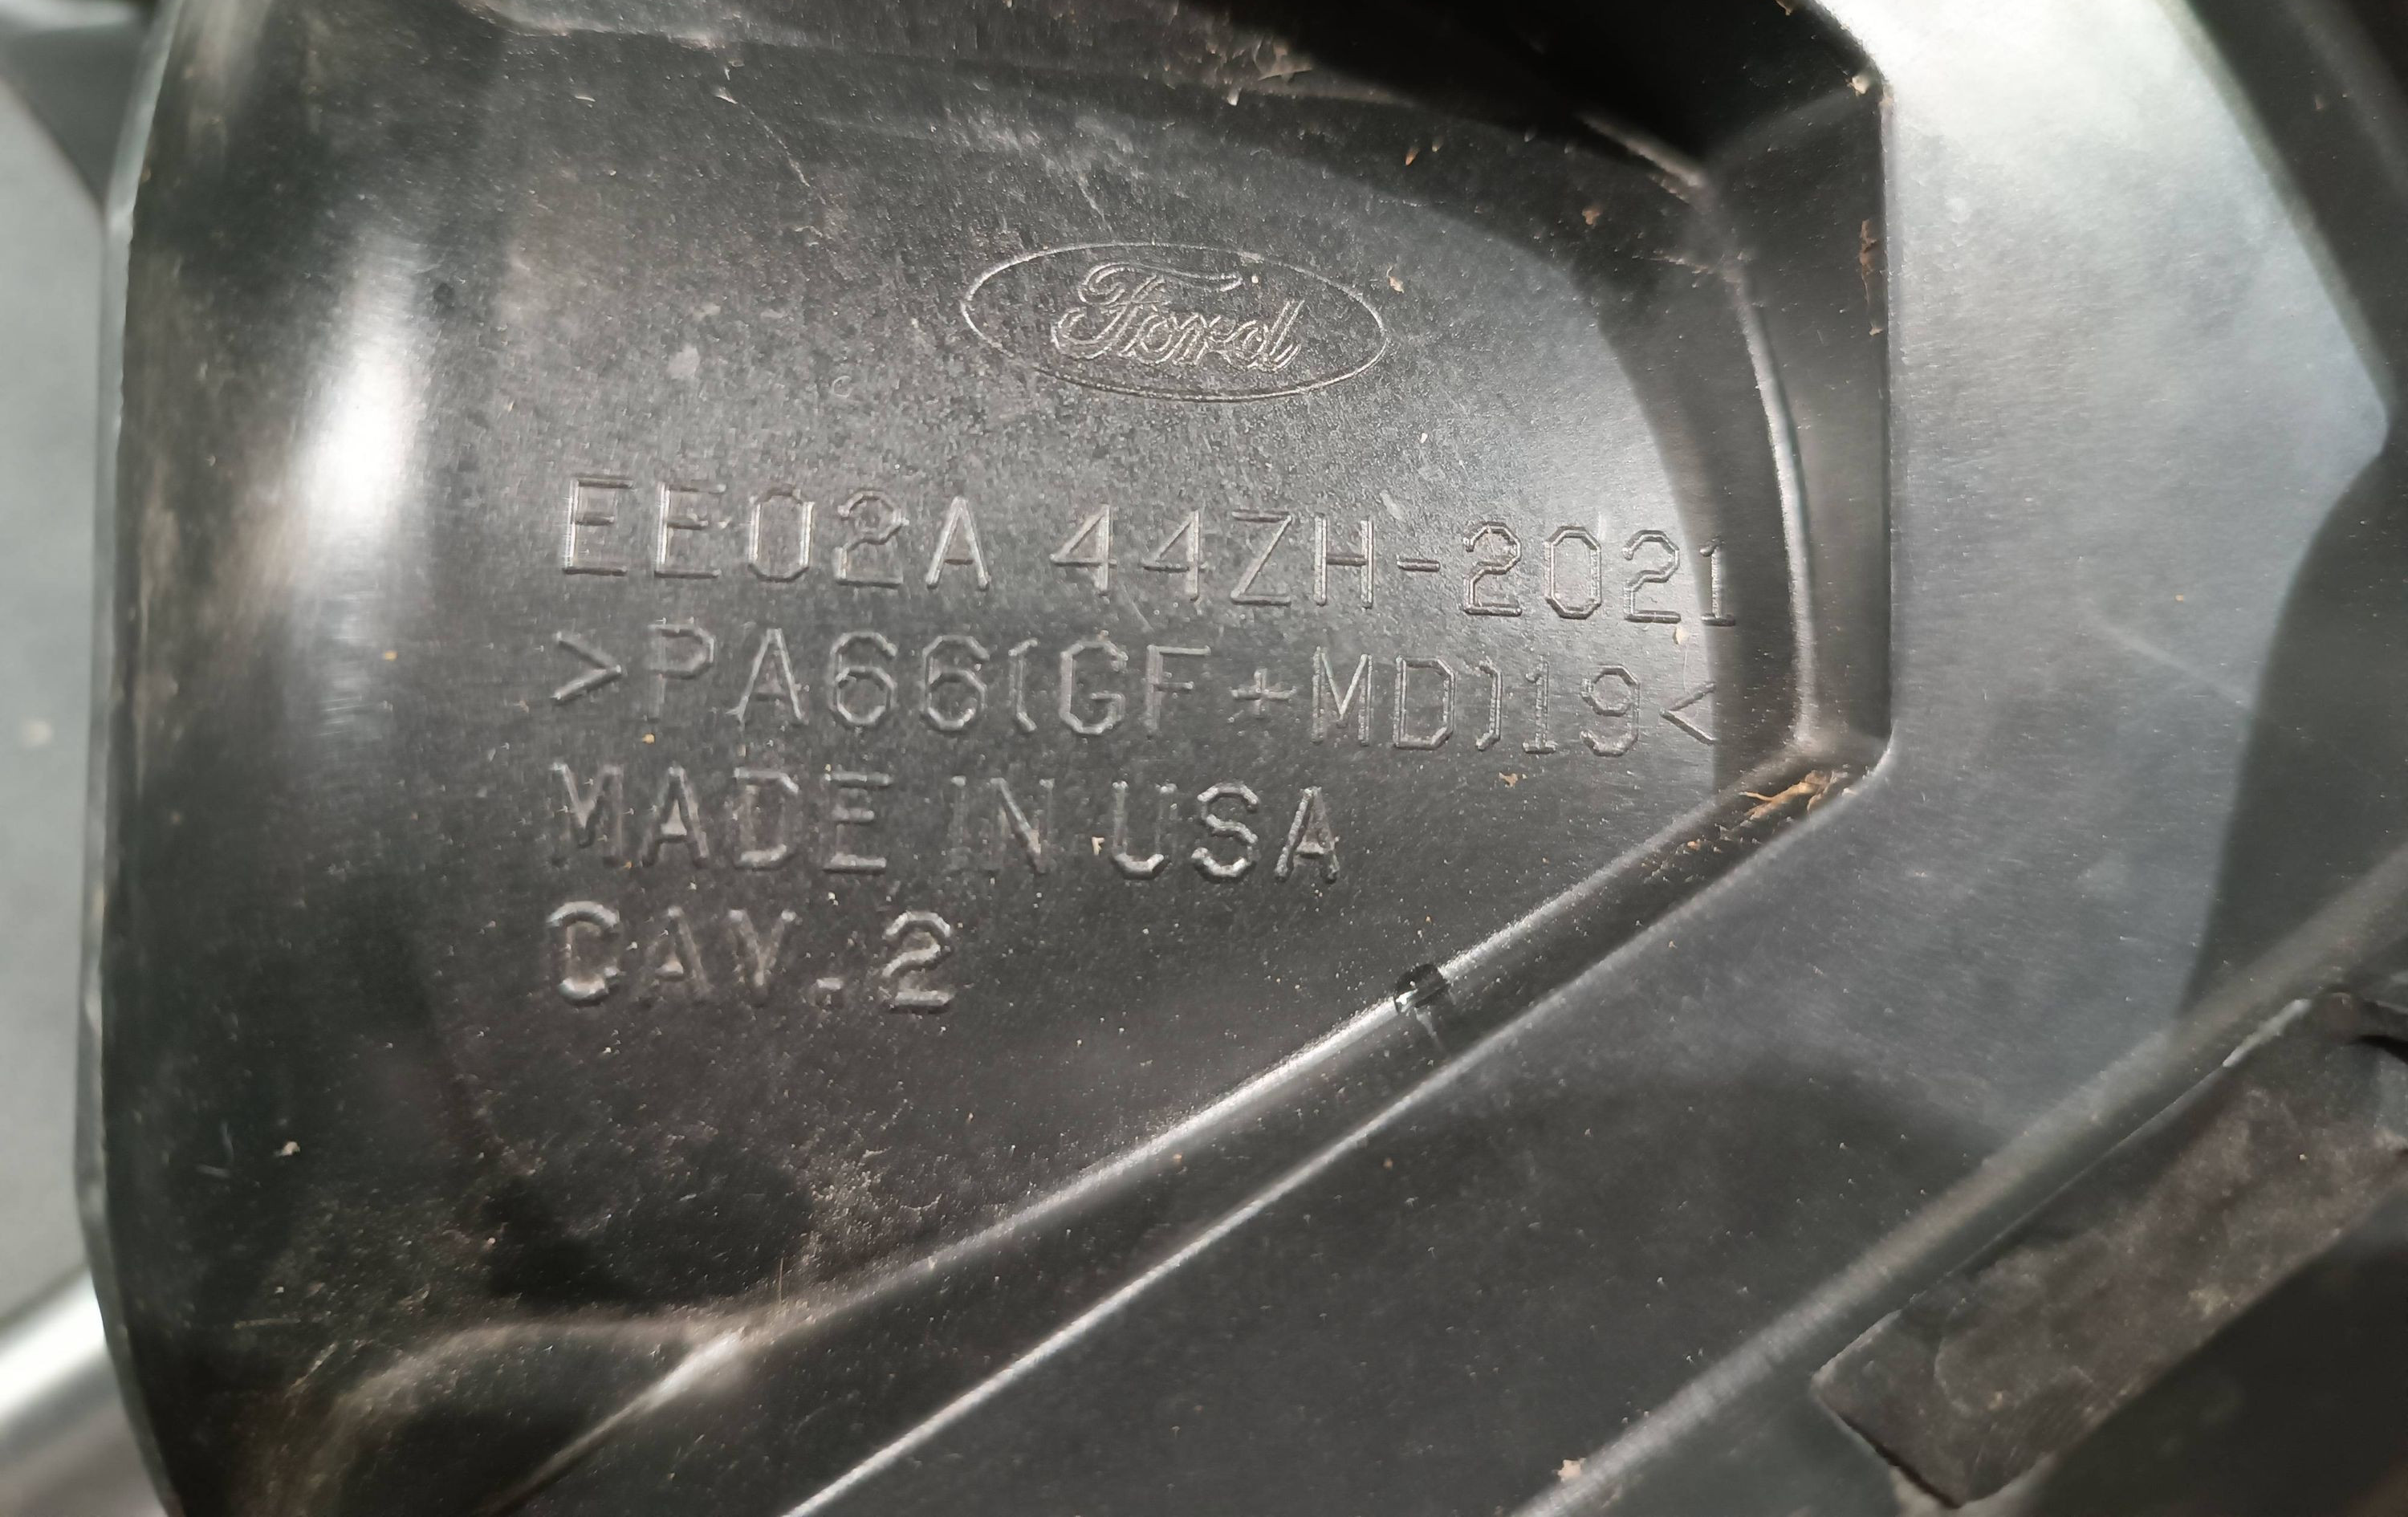 Ford
EE02A 44ZH-2021
>PA66(GF+MD)19<
MADE IN USA
CAV.2